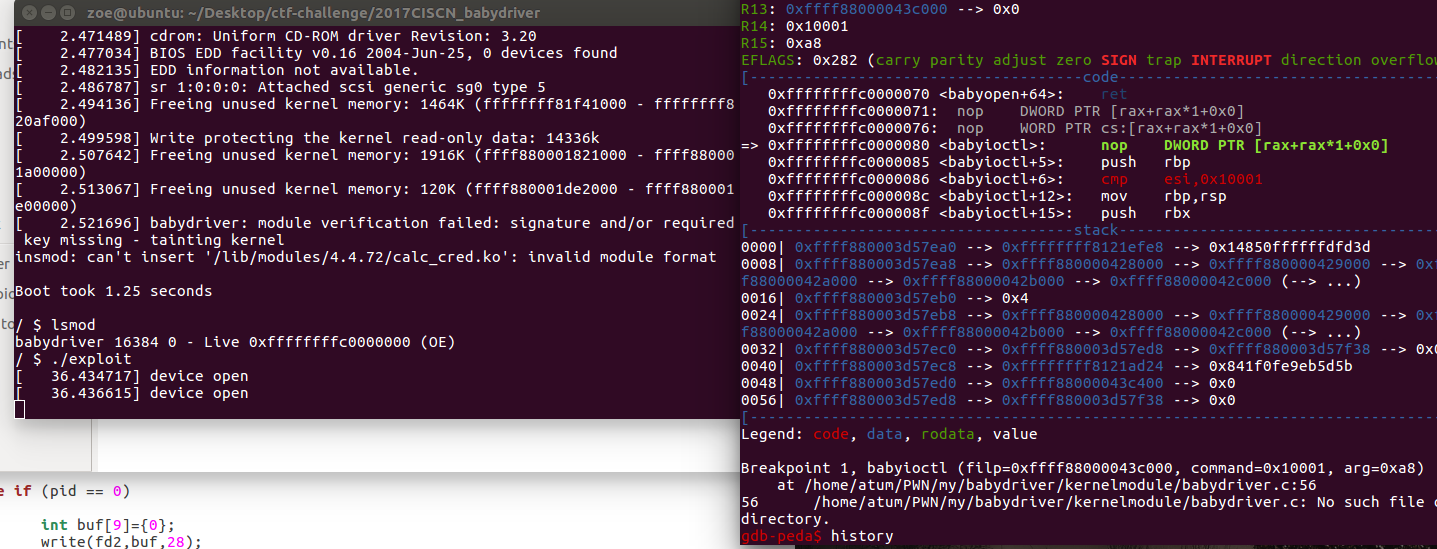 zoe@ubuntu: ~/Desktop/ctf-challenge/2017CISCN_babydriver
[    2.471489] cdrom: Uniform CD-ROM driver Revision: 3.20
[    2.477034] BIOS EDD facility v0.16 2004-Jun-25, 0 devices found
[    2.482135] EDD information not available.
[    2.486787] sr 1:0:0:0: Attached scsi generic sg0 type 5
[    2.494136] Freeing unused kernel memory: 1464K (ffffffff81f41000 - ffffffff8
20af000)
[    2.499598] Write protecting the kernel read-only data: 14336k
[    2.507642] Freeing unused kernel memory: 1916K (ffff880001821000 - ffff88000
1a00000)
[    2.513067] Freeing unused kernel memory: 120K (ffff880001de2000 - ffff880001
e00000)
[    2.521696] babydriver: module verification failed: signature and/or required
 key missing - tainting kernel
insmod: can't insert '/lib/modules/4.4.72/calc_cred.ko': invalid module format

Boot took 1.25 seconds

/ $ lsmod
babydriver 16384 0 - Live 0xffffffffc0000000 (OE)
/ $ ./exploit
[   36.434717] device open
[   36.436615] device open
e if (pid == 0)
int buf[9]={0};
write(fd2,buf,28);
R13: 0xffff88000043c000 --> 0x0
R14: 0x10001
R15: 0xa8
EFLAGS: 0x282 (carry parity adjust zero SIGN trap INTERRUPT direction overflow
[-------------------------------------code-------------------------------------
   0xffffffffc0000070 <babyopen+64>:	ret
   0xffffffffc0000071:	nop    DWORD PTR [rax+rax*1+0x0]
   0xffffffffc0000076:	nop    WORD PTR cs:[rax+rax*1+0x0]
=> 0xffffffffc0000080 <babyioctl>:	nop    DWORD PTR [rax+rax*1+0x0]
   0xffffffffc0000085 <babyioctl+5>:	push   rbp
   0xffffffffc0000086 <babyioctl+6>:	cmp    esi,0x10001
   0xffffffffc000008c <babyioctl+12>:	mov    rbp,rsp
   0xffffffffc000008f <babyioctl+15>:	push   rbx
[------------------------------------stack-------------------------------------
0000| 0xffff880003d57ea0 --> 0xffffffff8121efe8 --> 0x14850ffffffdfd3d
0008| 0xffff880003d57ea8 --> 0xffff880000428000 --> 0xffff880000429000 --> 0xf
f88000042a000 --> 0xffff88000042b000 --> 0xffff88000042c000 (--> ...)
0016| 0xffff880003d57eb0 --> 0x4
0024| 0xffff880003d57eb8 --> 0xffff880000428000 --> 0xffff880000429000 --> 0xf
f88000042a000 --> 0xffff88000042b000 --> 0xffff88000042c000 (--> ...)
0032| 0xffff880003d57ec0 --> 0xffff880003d57ed8 --> 0xffff880003d57f38 --> 0x0
0040| 0xffff880003d57ec8 --> 0xffffffff8121ad24 --> 0x841f0fe9eb5d5b
0048| 0xffff880003d57ed0 --> 0xffff88000043c400 --> 0x0
0056| 0xffff880003d57ed8 --> 0xffff880003d57f38 --> 0x0
[------------------------------------------------------------------------------
Legend: code, data, rodata, value

Breakpoint 1, babyioctl (filp=0xffff88000043c000, command=0x10001, arg=0xa8)
    at /home/atum/PWN/my/babydriver/kernelmodule/babydriver.c:56
56	/home/atum/PWN/my/babydriver/kernelmodule/babydriver.c: No such file o
directory.
gdb-peda$ history